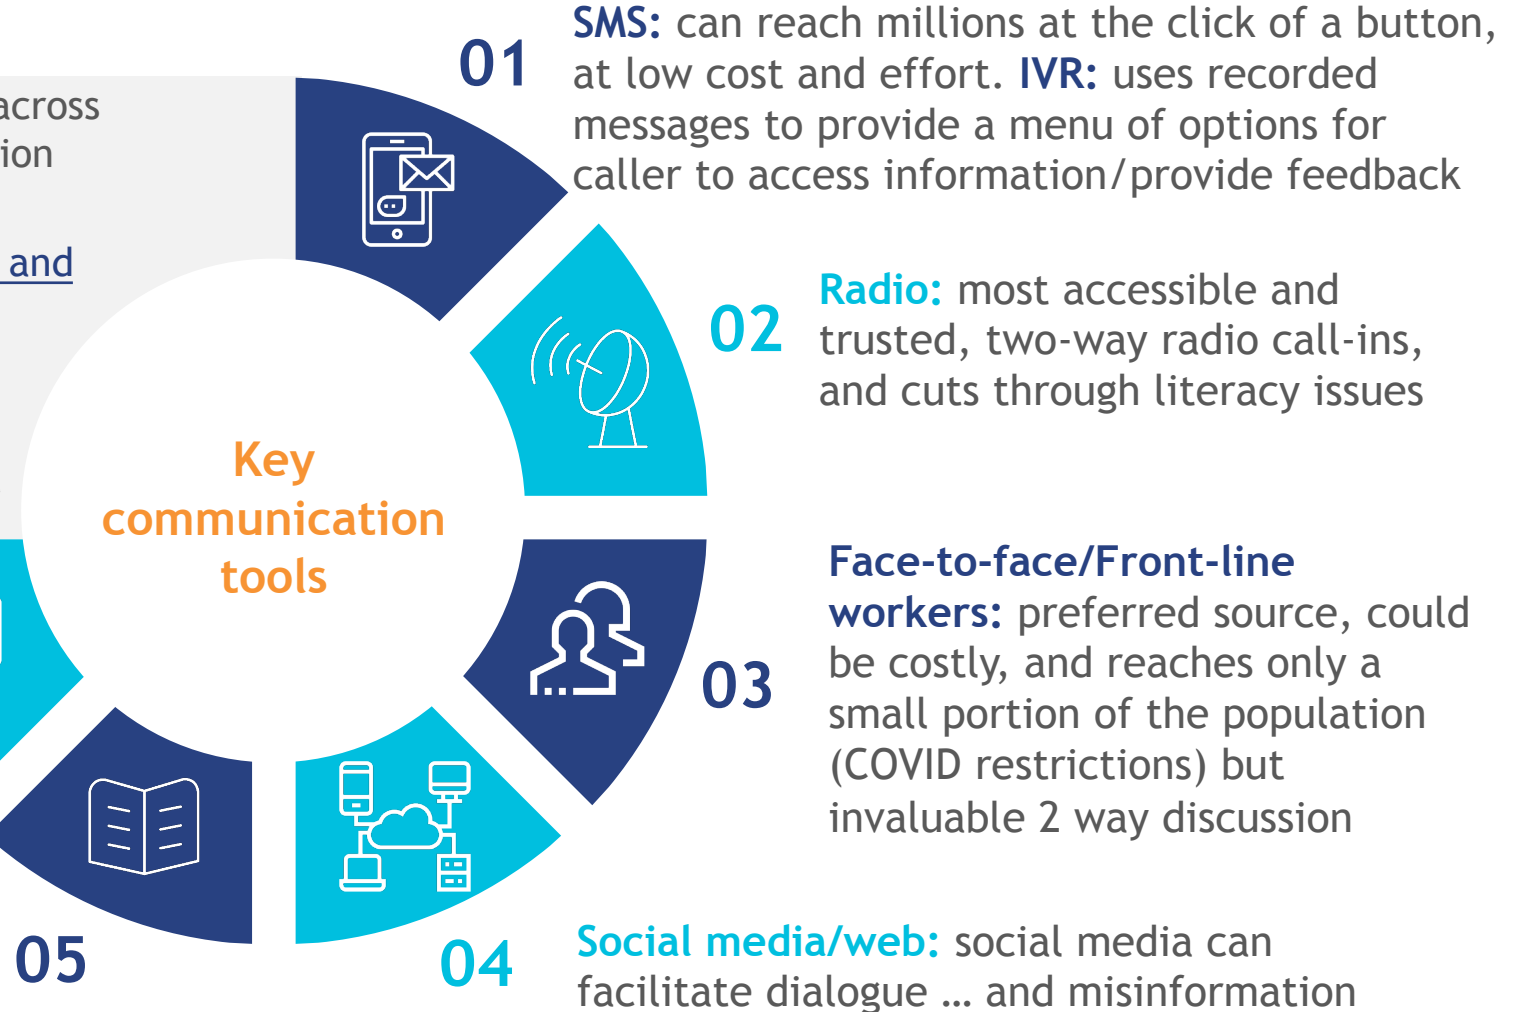 across
ion
and
01
SMS: can reach millions at the click of a button,
at low cost and effort. IVR: uses recorded
messages to provide a menu of options for
caller to access information/provide feedback
02
Radio: most accessible and
trusted, two-way radio call-ins,
and cuts through literacy issues
Key
communication
tools
03
Face-to-face/Front-line
workers: preferred source, could
be costly, and reaches only a
small portion of the population
(COVID restrictions) but
invaluable 2 way discussion
04
Social media/web: social media can
facilitate dialogue … and misinformation
05